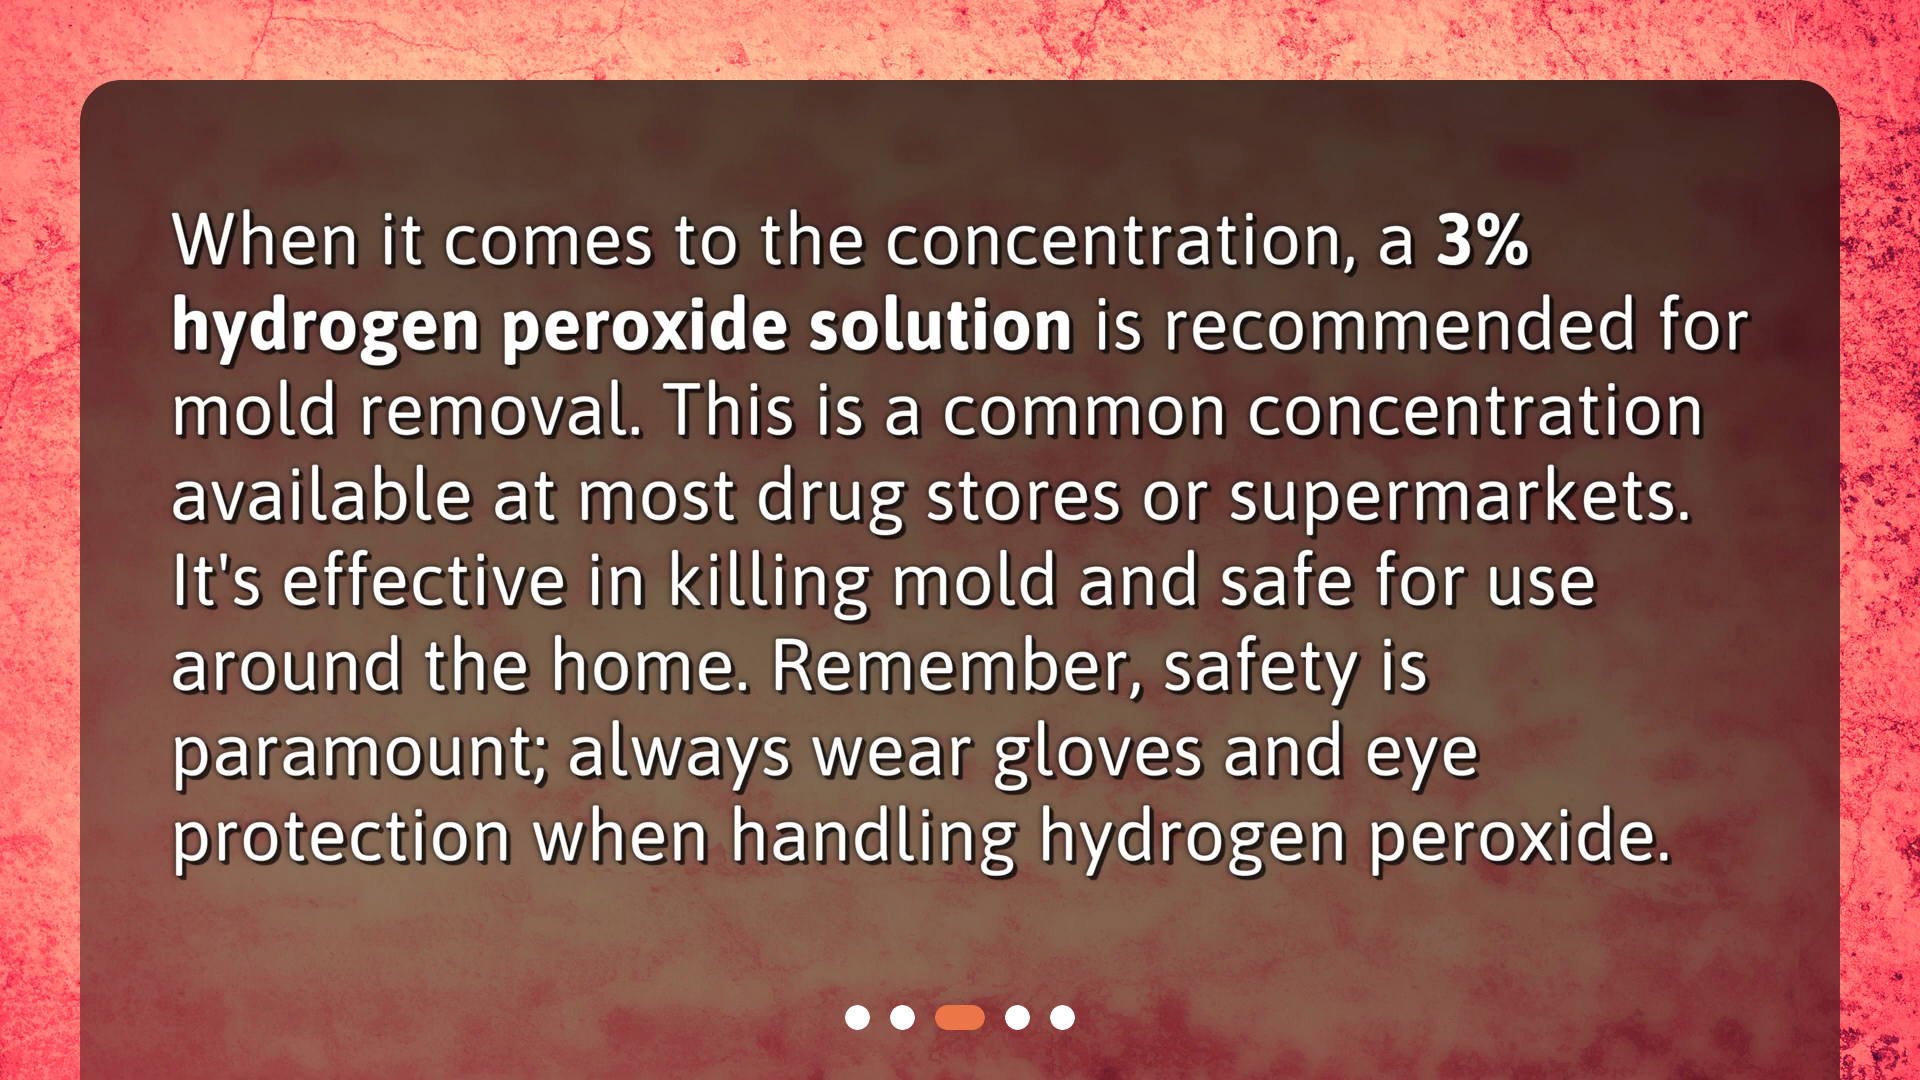 When it comes to the concentration, a 3%
hydrogen peroxide solution is recommended for
mold removal. This is a common concentration
available at most drug stores or supermarkets.
It's effective in killing mold and safe for use
around the home. Remember, safety is
paramount; always wear gloves and eye
protection when handling hydrogen peroxide.